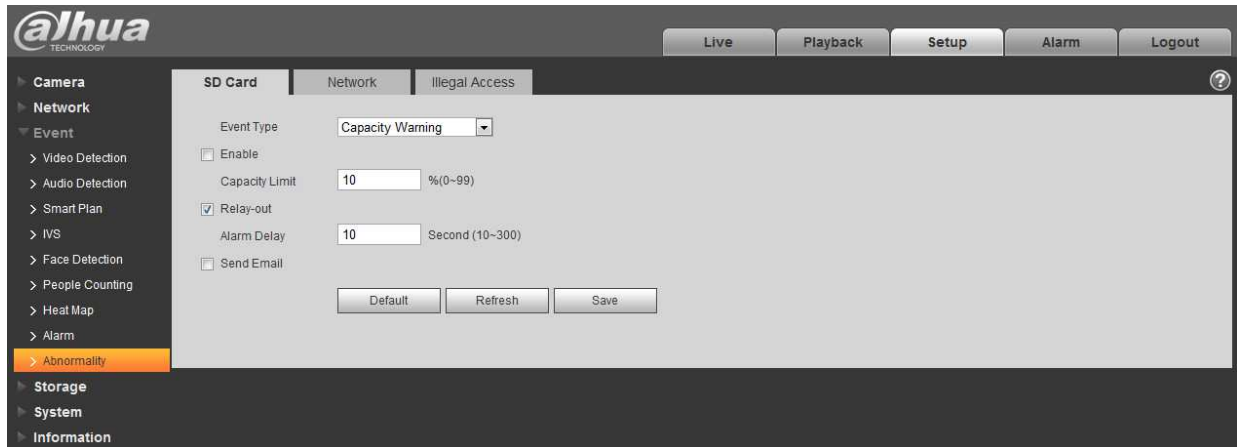 alhua
TECHNOLOGY
Live Playback Setup Alarm Logout
Camera
Network
Event
Video Detection
Audio Detection
Smart Plan
IVS
Face Detection
People Counting
Heat Map
Alarm
Abnormality
Storage
System
Information
SD Card Network Illegal Access ?
Event Type Capacity Warning
Enable
Capacity Limit 10 %(0~99)
Relay-out
Alarm Delay 10 Second (10~300)
Send Email
Default Refresh Save